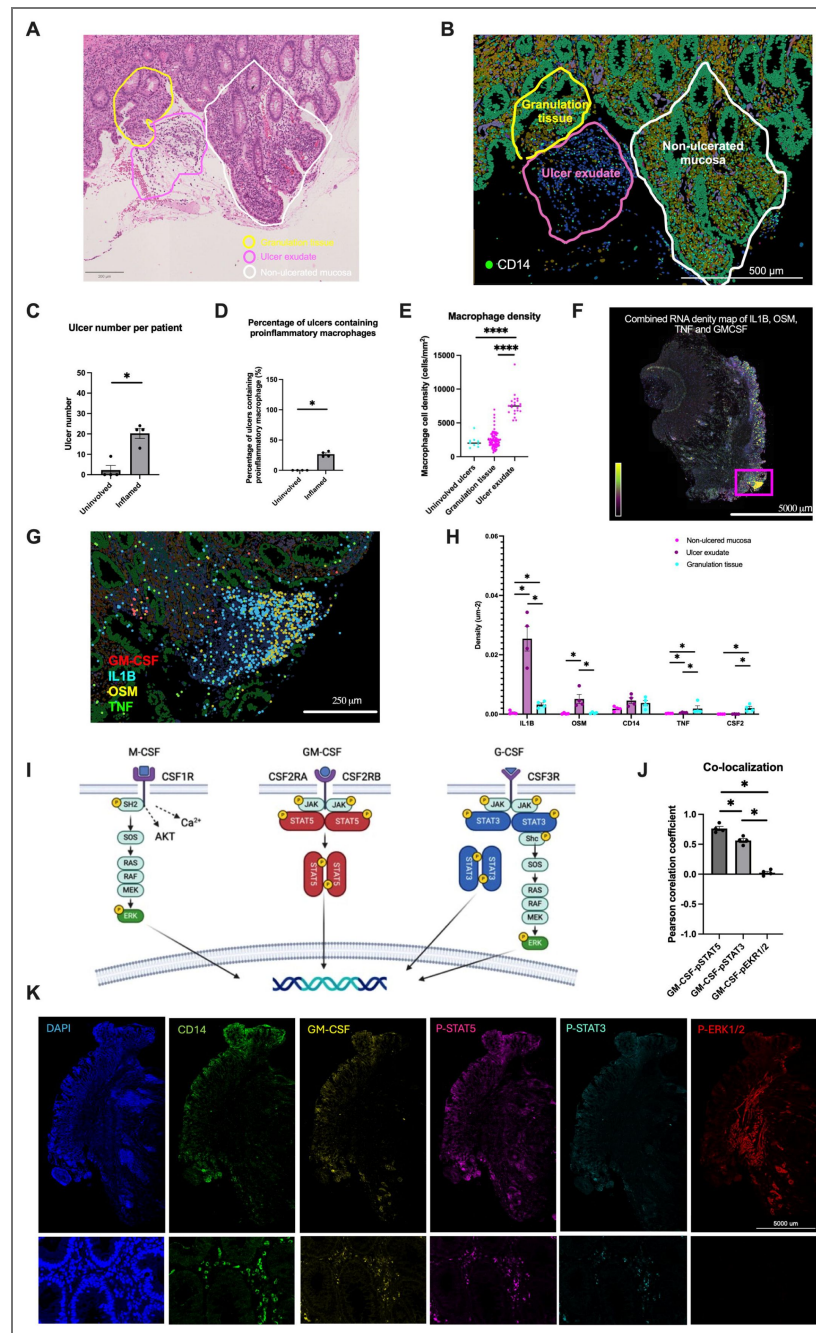 A
Granulation tissue
Ulcer exudate
Non-ulcerated mucosa
B
Granulation
tissue
Non-ulcerated
mucosa
Ulcer exudate
CD14
500 µm
C
Ulcer number per patient
Ulcer number
50
40
30
20
10
0
*
Uninvolved
Inflamed
D
Percentage of ulcers containing
proinflammatory macrophages
Percentage of ulcers containing
proinflammatory macrophage (%)
100
75
50
25
0
*
Uninvolved
Inflamed
E
Macrophage density
Macrophage cell density (cells/mm²)
15000
10000
5000
0
****
****
Uninvolved ulcers
Granulation tissue
Ulcer exudate
F
Combined RNA denity map of IL1B, OSM,
TNF and GMCSF
5000 µm
G
GM-CSF
IL1B
OSM
TNF
250 µm
H
Non-ulcered mucosa
Ulcer exudate
Granulation tissue
Density (um-2)
0.06
0.04
0.02
0.00
* * *
* *
* * *
* *
IL1B
OSM
CD14
TNF
CSF2
I
M-CSF
CSF1R
P
SH2
Ca²⁺
AKT
SOS
RAS
RAF
MEK
P
ERK
GM-CSF
CSF2RA
CSF2RB
P JAK JAK P
P STAT5 STAT5 P
STAT5 P P STAT5
G-CSF
CSF3R
P JAK JAK P
P STAT3 STAT3 P
Shc P
STAT3 P P STAT3
SOS
RAS
RAF
MEK
P
ERK
J
Co-localization
Pearson corelation coefficient
1.0
0.5
0.0
-0.5
-1.0
*
* *
GM-CSF-pSTAT5
GM-CSF-pSTAT3
GM-CSF-pEKR1/2
K
DAPI
CD14
GM-CSF
P-STAT5
P-STAT3
P-ERK1/2
5000 um